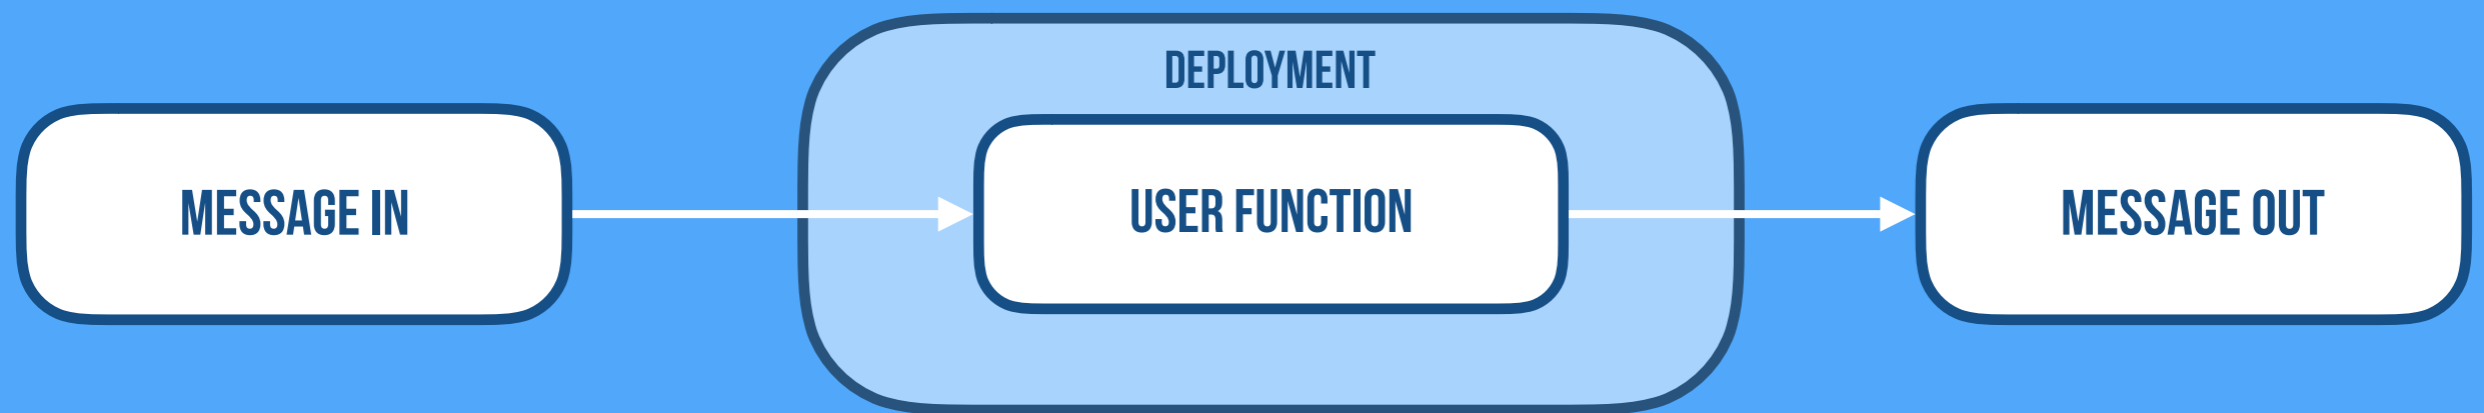 DEPLOYMENT
MESSAGE IN
USER FUNCTION
MESSAGE OUT